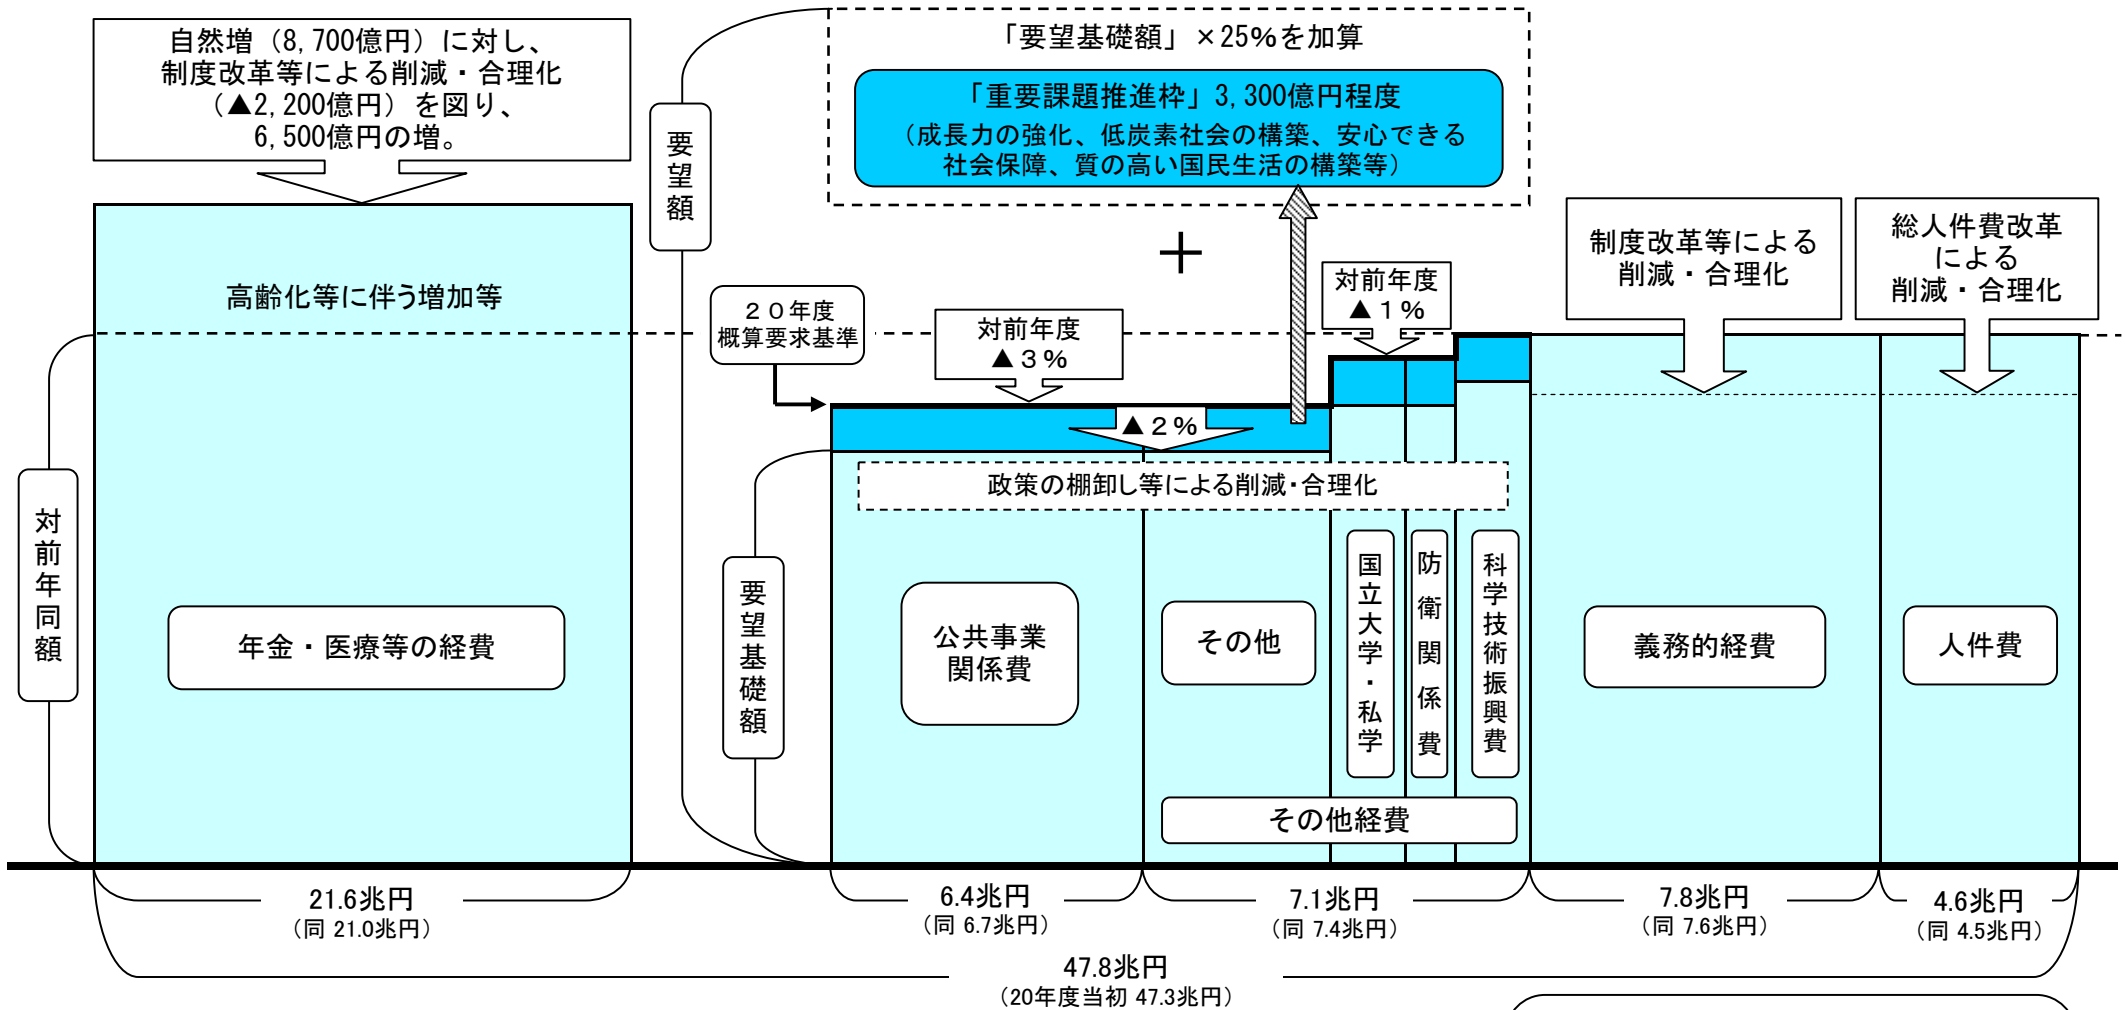 自然増（8,700億円）に対し、
制度改革等による削減・合理化
（▲2,200億円）を図り、
6,500億円の増。
要望額
「要望基礎額」×25％を加算
「重要課題推進枠」3,300億円程度
（成長力の強化、低炭素社会の構築、安心できる
社会保障、質の高い国民生活の構築等）
＋
高齢化等に伴う増加等
２０年度
概算要求基準
対前年度
▲３％
対前年度
▲１％
制度改革等による
削減・合理化
総人件費改革
による
削減・合理化
▲２％
政策の棚卸し等による削減・合理化
対前年同額
要望基礎額
年金・医療等の経費
公共事業
関係費
その他
国立大学・私学
防衛関係費
科学技術振興費
義務的経費
人件費
その他経費
21.6兆円
（同 21.0兆円）
6.4兆円
（同 6.7兆円）
7.1兆円
（同 7.4兆円）
7.8兆円
（同 7.6兆円）
4.6兆円
（同 4.5兆円）
47.8兆円
（20年度当初 47.3兆円）